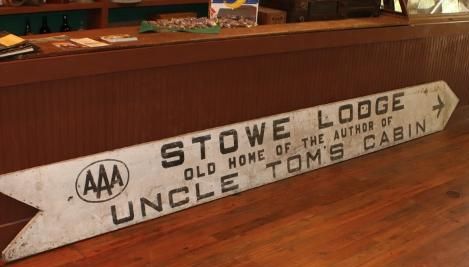 STOWE LODGE
OLD HOME OF THE AUTHOR OF
AAA
UNCLE TOM'S CABIN